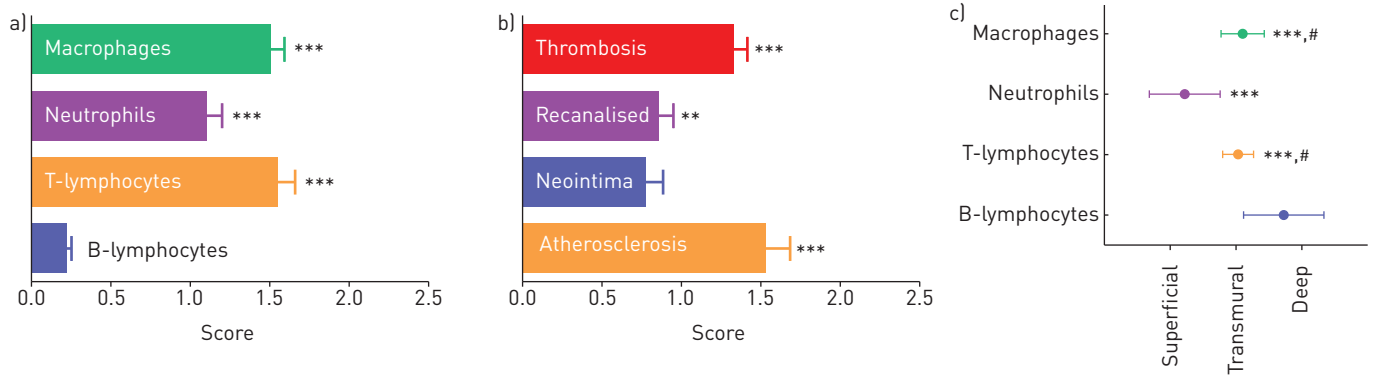 a)
Macrophages ***
Neutrophils ***
T-lymphocytes ***
B-lymphocytes
0.0 0.5 1.0 1.5 2.0 2.5
Score
b)
Thrombosis ***
Recanalised **
Neointima
Atherosclerosis ***
0.0 0.5 1.0 1.5 2.0 2.5
Score
c)
Macrophages ***,#
Neutrophils ***
T-lymphocytes ***,#
B-lymphocytes
Superficial
Transmural
Deep